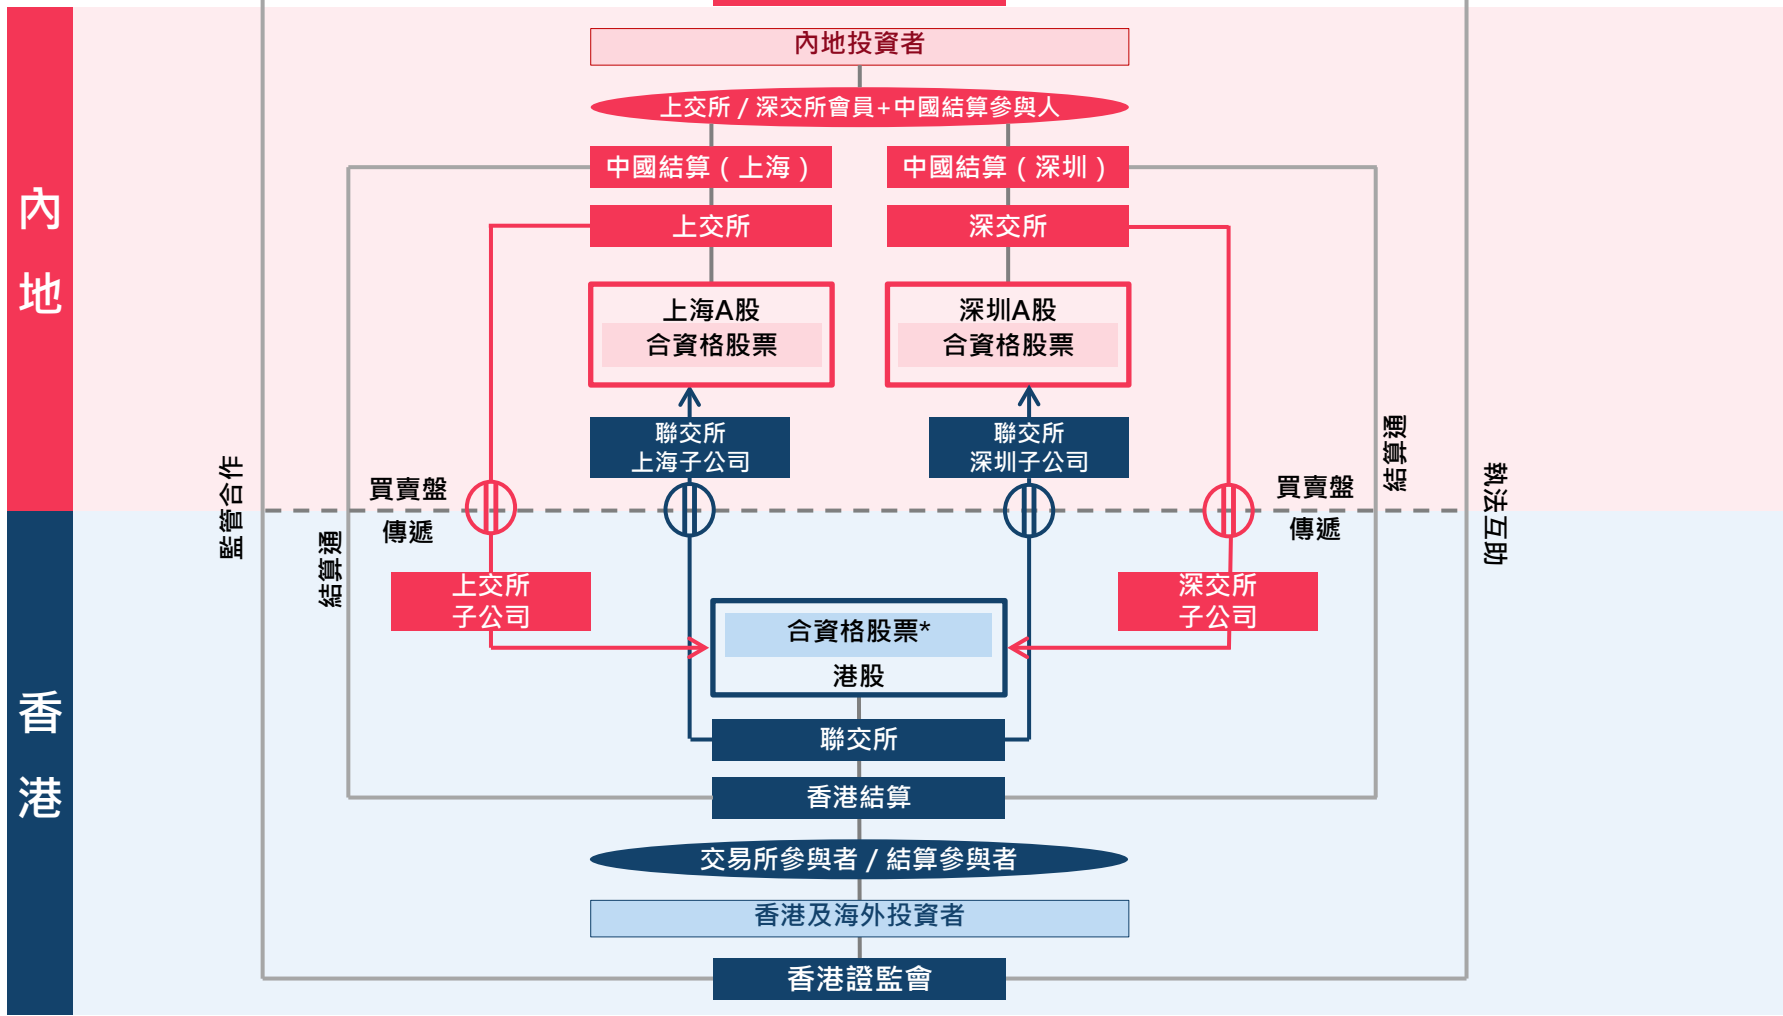 內地投資者
上交所 / 深交所會員+中國結算參與人
中國結算 ( 上海 )
中國結算 ( 深圳 )
上交所
深交所
內
地
上海A股
合資格股票
深圳A股
合資格股票
聯交所
上海子公司
聯交所
深圳子公司
結算通
監管合作
買賣盤
傳遞
買賣盤
傳遞
執法互助
結算通
上交所
子公司
深交所
子公司
合資格股票*
港股
香
港
聯交所
香港結算
交易所參與者 / 結算參與者
香港及海外投資者
香港證監會